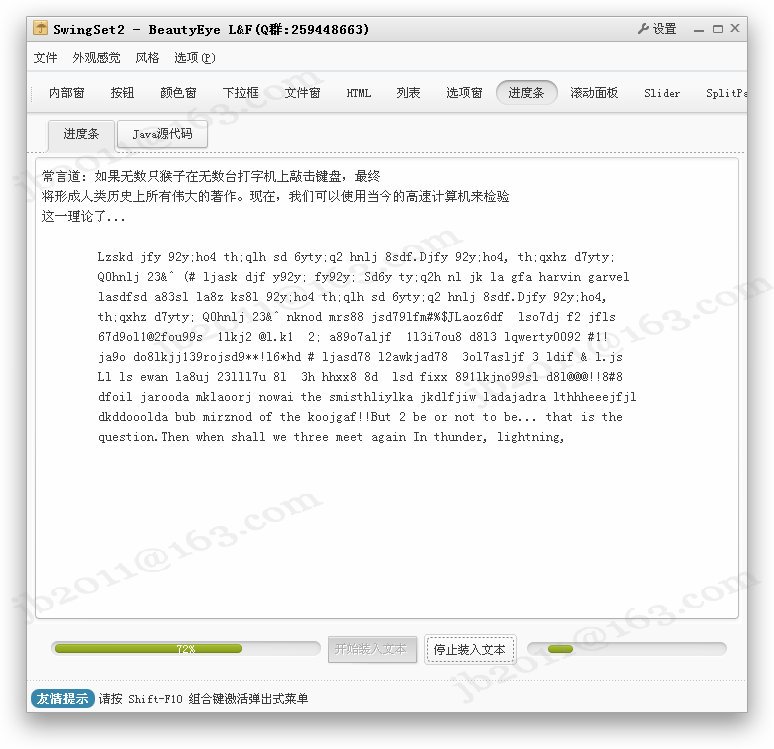 SwingSet2 - BeautyEye L&F(Q群:259448663)
设置
文件 外观感觉 风格 选项(P)
内部窗 按钮 颜色窗 下拉框 文件窗 HTML 列表 选项窗 进度条 滚动面板 Slider SplitPa
进度条 Java源代码
常言道：如果无数只猴子在无数台打字机上敲击键盘，最终
将形成人类历史上所有伟大的著作。现在，我们可以使用当今的高速计算机来检验
这一理论了...
Lzskd jfy 92y;ho4 th;qlh sd 6yty;q2 hnlj 8sdf.Djfy 92y;ho4, th;qxhz d7yty;
Q0hnlj 23&^ (# ljask djf y92y; fy92y; Sd6y ty;q2h nl jk la gfa harvin garvel
lasdfsd a83sl la8z ks8l 92y;ho4 th;qlh sd 6yty;q2 hnlj 8sdf.Djfy 92y;ho4,
th;qxhz d7yty; Q0hnlj 23&^ nknod mrs88 jsd79lfm#%$JLaoz6df lso7dj f2 jfls
67d9ol1@2fou99s 1lkj2 @l.k1 2; a89o7aljf 1l3i7ou8 d8l3 lqwerty0092 #1!
ja9o do8lkjj139rojsd9**!l6*hd # ljasd78 l2awkjad78 3ol7asljf 3 ldif & l.js
Ll ls ewan la8uj 23lll7u 8l 3h hhxx8 8d lsd fixx 891lkjno99sl d8l@@@!!8#8
dfoil jarooda mklaoorj nowai the smisthliylka jkdlfjiw ladajadra lthhheeejfjl
dkddooolda bub mirznod of the koojgaf!!But 2 be or not to be... that is the
question.Then when shall we three meet again In thunder, lightning,
72% 开始装入文本 停止装入文本
友情提示 请按 Shift-F10 组合键激活弹出式菜单
jb2011@163.com
jb2011@163.com
jb2011@163.com
jb2011@163.com
jb2011@163.com